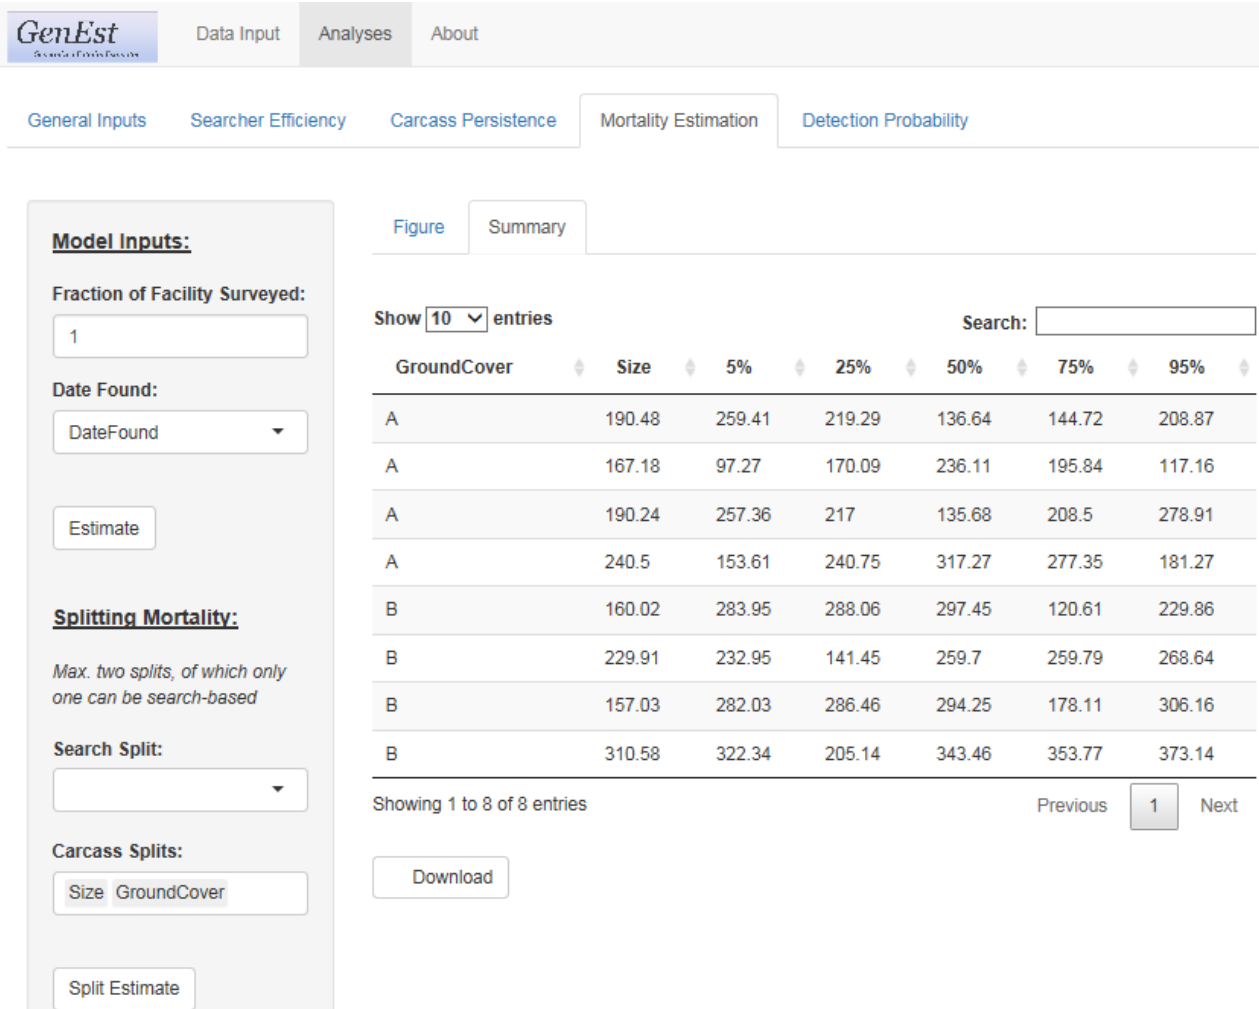 GenEst
Data Input Analyses About
General Inputs Searcher Efficiency Carcass Persistence Mortality Estimation Detection Probability
Model Inputs:
Fraction of Facility Surveyed:
1
Date Found:
DateFound
Estimate
Splitting Mortality:
Max. two splits, of which only
one can be search-based
Search Split:
Carcass Splits:
Size GroundCover
Split Estimate
Figure Summary
Show 10 entries Search:
GroundCover Size 5% 25% 50% 75% 95%
A 190.48 259.41 219.29 136.64 144.72 208.87
A 167.18 97.27 170.09 236.11 195.84 117.16
A 190.24 257.36 217 135.68 208.5 278.91
A 240.5 153.61 240.75 317.27 277.35 181.27
B 160.02 283.95 288.06 297.45 120.61 229.86
B 229.91 232.95 141.45 259.7 259.79 268.64
B 157.03 282.03 286.46 294.25 178.11 306.16
B 310.58 322.34 205.14 343.46 353.77 373.14
Showing 1 to 8 of 8 entries Previous 1 Next
Download